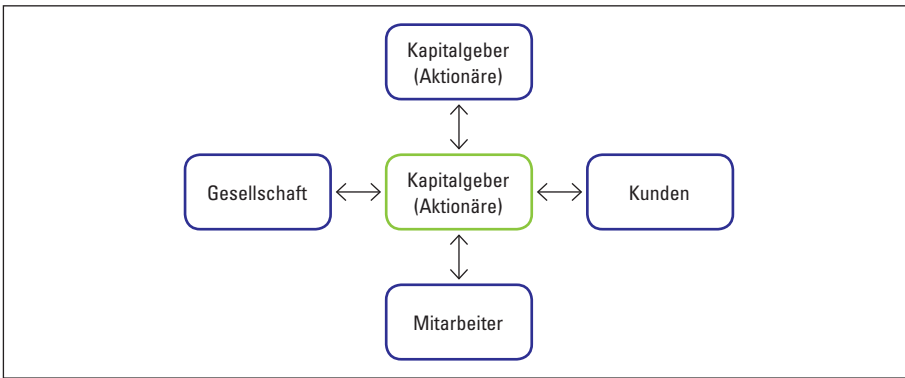 Kapitalgeber
(Aktionäre)
Gesellschaft
Kapitalgeber
(Aktionäre)
Kunden
Mitarbeiter